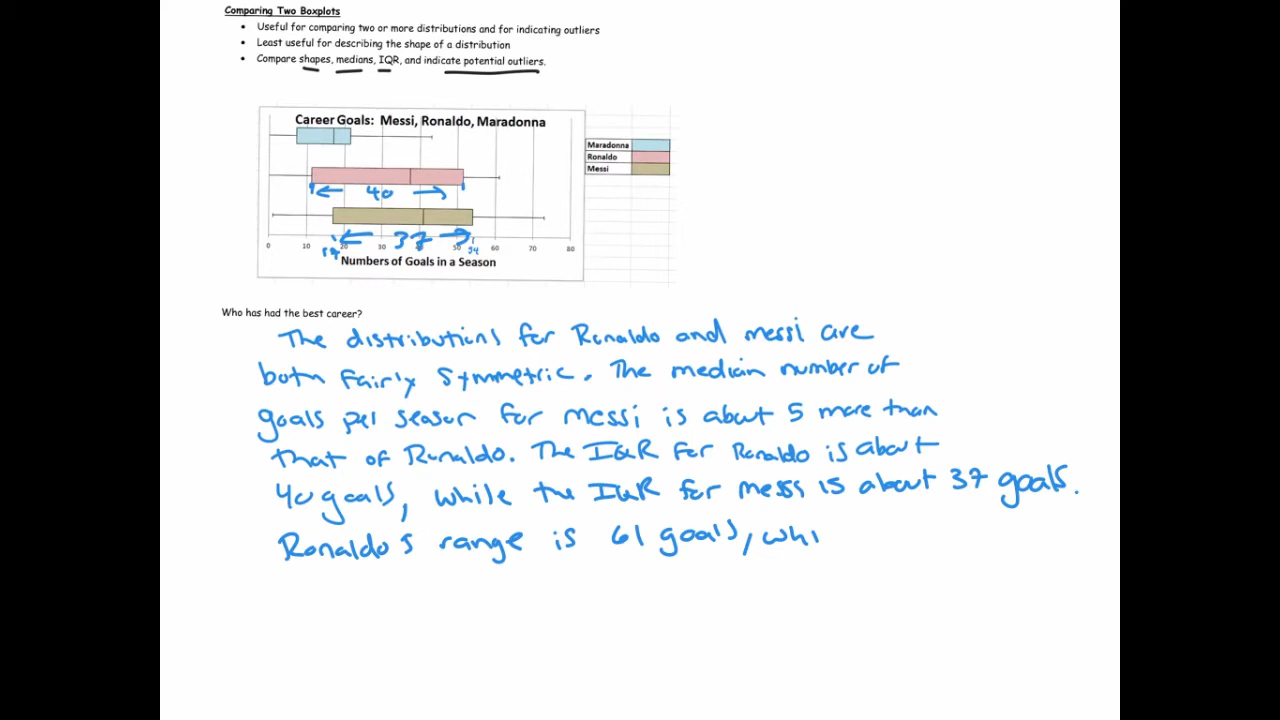 Comparing Two Boxplots
• Useful for comparing two or more distributions and for indicating outliers
• Least useful for describing the shape of a distribution
• Compare shapes, medians, IQR, and indicate potential outliers.
Career Goals: Messi, Ronaldo, Maradonna
Maradonna
Ronaldo
Messi
40
37
17
54
0 10 20 30 40 50 60 70 80
Numbers of Goals in a Season
Who has had the best career?
The distributions for Ronaldo and messi are
both fairly symmetric. The median number of
goals per season for messi is about 5 more than
that of Ronaldo. The IQR for Ronaldo is about
40 goals, while the IQR for messi is about 37 goals.
Ronaldo's range is 61 goals, whi